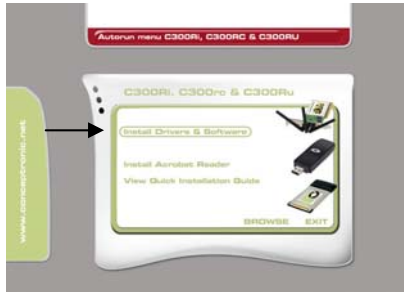 Autorun menu C300Ri, C300RC & C300RU
C300Ri, C300rc & C300Ru
Install Drivers & Software
Install Acrobat Reader
View Quick Installation Guide
BROWSE EXIT
www.conceptronic.net